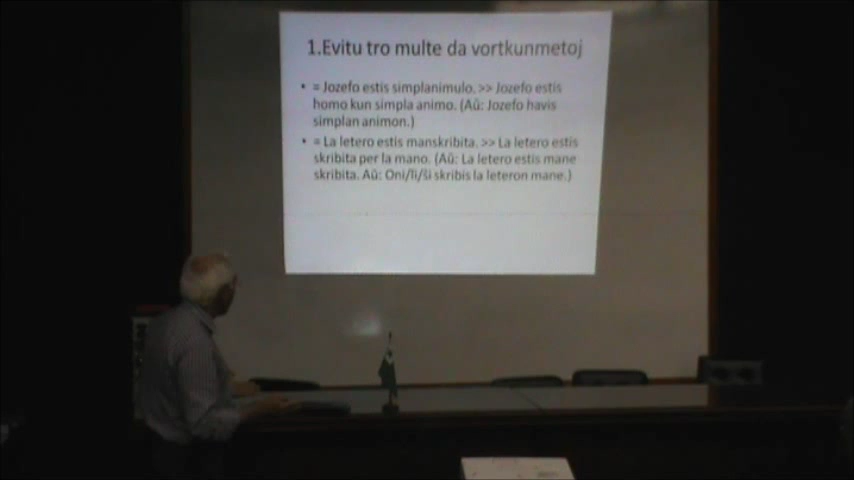 1.Evitu tro multe da vortkunmetoj
• = Jozefo estis simplanimulo. >> Jozefo estis
homo kun simpla animo. (Aŭ: Jozefo havis
simplan animon.)
• = La letero estis manskribita. >> La letero estis
skribita per la mano. (Aŭ: La letero estis mane
skribita. Aŭ: Oni/li/ŝi skribis la leteron mane.)